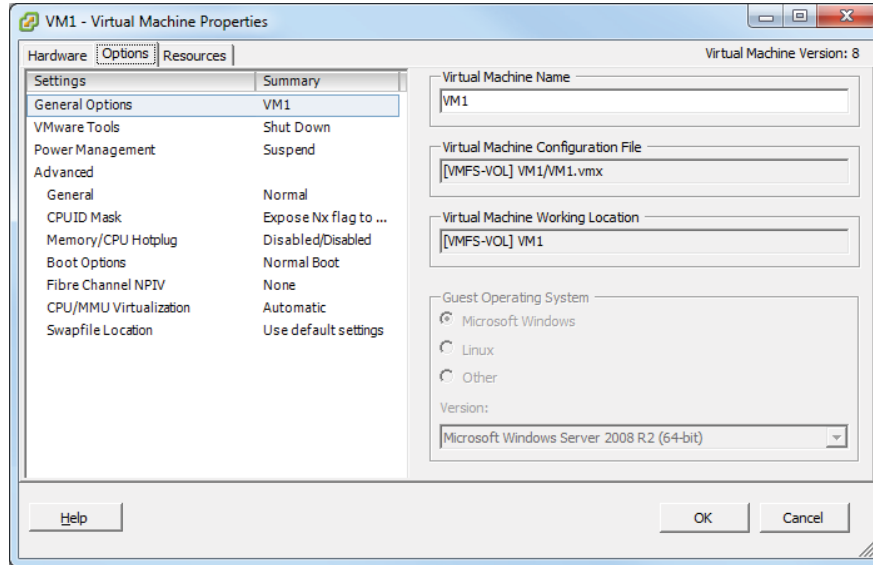 VM1 - Virtual Machine Properties
Hardware Options Resources Virtual Machine Version: 8
Settings Summary
General Options VM1
VMware Tools Shut Down
Power Management Suspend
Advanced
General Normal
CPUID Mask Expose Nx flag to ...
Memory/CPU Hotplug Disabled/Disabled
Boot Options Normal Boot
Fibre Channel NPIV None
CPU/MMU Virtualization Automatic
Swapfile Location Use default settings
Virtual Machine Name
VM1
Virtual Machine Configuration File
[VMFS-VOL] VM1/VM1.vmx
Virtual Machine Working Location
[VMFS-VOL] VM1
Guest Operating System
Microsoft Windows
Linux
Other
Version:
Microsoft Windows Server 2008 R2 (64-bit)
Help OK Cancel